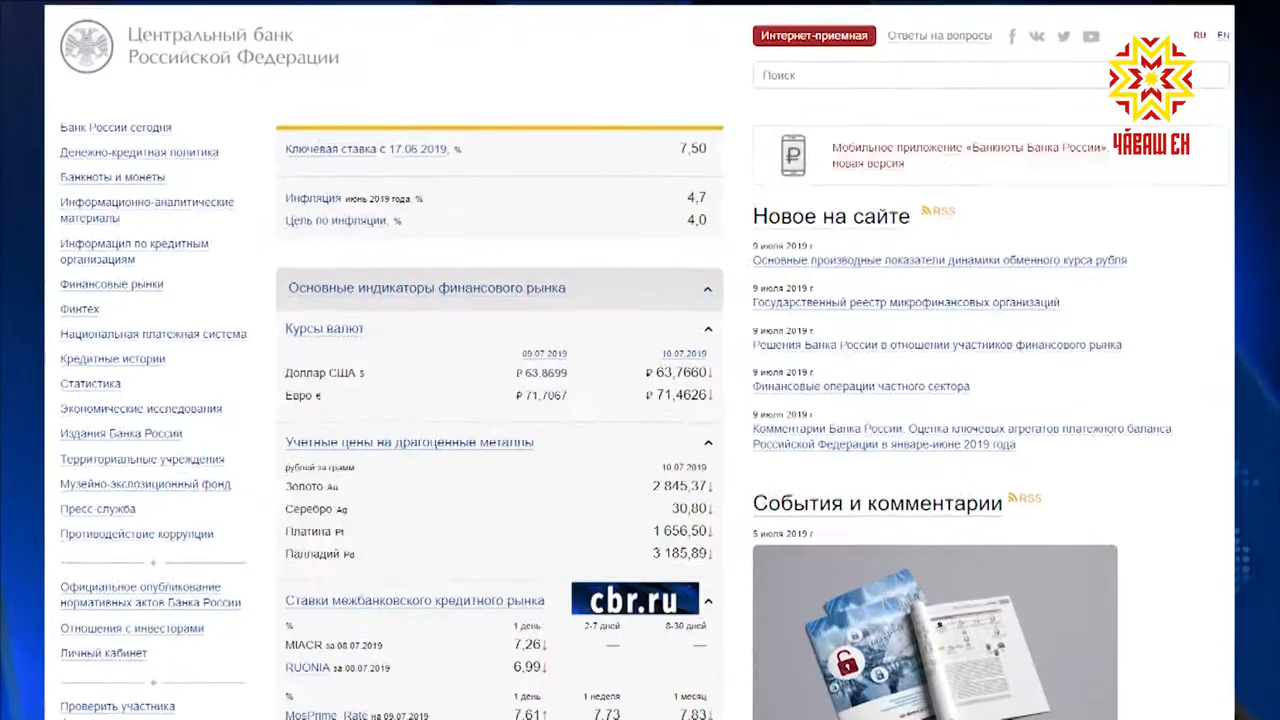 Центральный банк
Российской Федерации
Интернет-приемная
Ответы на вопросы
RU
EN
Поиск
ЧӐВАШ ЕН
Мобильное приложение «Банкноты Банка России»,
новая версия
Банк России сегодня
Денежно-кредитная политика
Банкноты и монеты
Информационно-аналитические
материалы
Информация по кредитным
организациям
Финансовые рынки
Финтех
Национальная платежная система
Кредитные истории
Статистика
Экономические исследования
Издания Банка России
Территориальные учреждения
Музейно-экспозиционный фонд
Пресс-служба
Противодействие коррупции
Официальное опубликование
нормативных актов Банка России
Отношения с инвесторами
Личный кабинет
Проверить участника
Ключевая ставка с 17.06.2019, % 7,50
Инфляция июнь 2019 года, % 4,7
Цель по инфляции, % 4,0
Основные индикаторы финансового рынка
Курсы валют
09.07.2019 10.07.2019
Доллар США $ ₽ 63,8699 ₽ 63,7660↓
Евро € ₽ 71,7067 ₽ 71,4626↓
Учетные цены на драгоценные металлы
рублей за грамм 10.07.2019
Золото Au 2 845,37↓
Серебро Ag 30,80↓
Платина Pt 1 656,50↓
Палладий Pd 3 185,89↓
Ставки межбанковского кредитного рынка
cbr.ru
% 1 день 2-7 дней 8-30 дней
MIACR за 08.07.2019 7,26↓ — —
RUONIA за 08.07.2019 6,99↓
% 1 день 1 неделя 1 месяц
MosPrime Rate на 09.07.2019 7,61↑ 7,73 7,83↓
Новое на сайте RSS
9 июля 2019 г.
Основные производные показатели динамики обменного курса рубля
9 июля 2019 г.
Государственный реестр микрофинансовых организаций
9 июля 2019 г.
Решения Банка России в отношении участников финансового рынка
9 июля 2019 г.
Финансовые операции частного сектора
9 июля 2019 г.
Комментарии Банка России. Оценка ключевых агрегатов платежного баланса
Российской Федерации в январе-июне 2019 года
События и комментарии RSS
5 июля 2019 г.